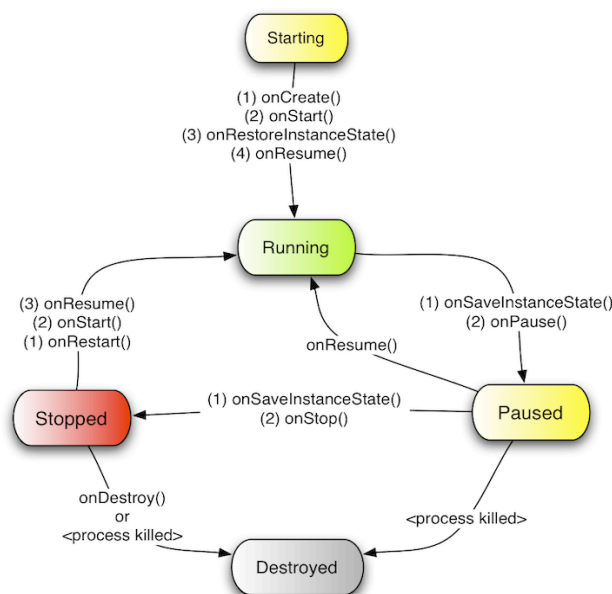 Starting
(1) onCreate()
(2) onStart()
(3) onRestoreInstanceState()
(4) onResume()
Running
(3) onResume()
(2) onStart()
(1) onRestart()
(1) onSaveInstanceState()
(2) onPause()
onResume()
Stopped
(1) onSaveInstanceState()
(2) onStop()
Paused
onDestroy()
or
<process killed>
<process killed>
Destroyed